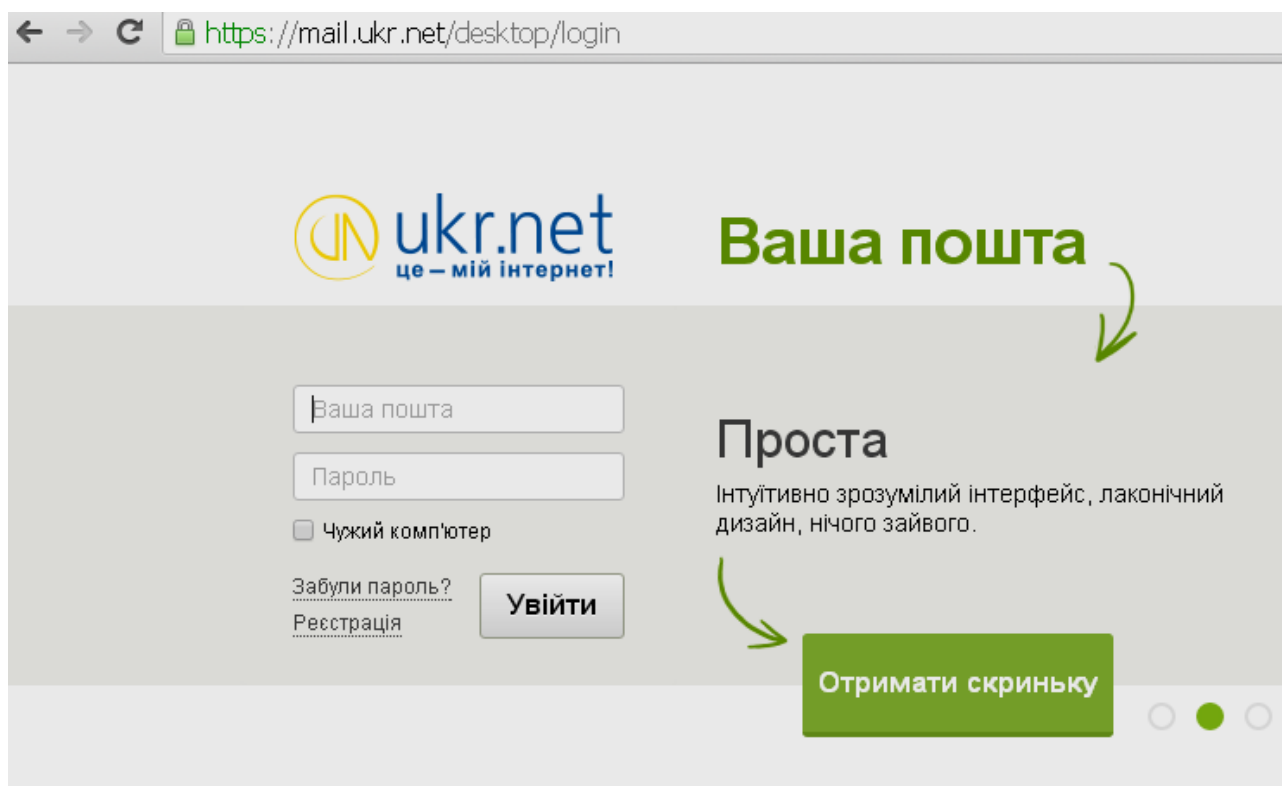 https://mail.ukr.net/desktop/login
ukr.net
це – мій інтернет!
Ваша пошта
Ваша пошта
Пароль
Чужий комп'ютер
Забули пароль?
Реєстрація
Увійти
Проста
Інтуїтивно зрозумілий інтерфейс, лаконічний
дизайн, нічого зайвого.
Отримати скриньку